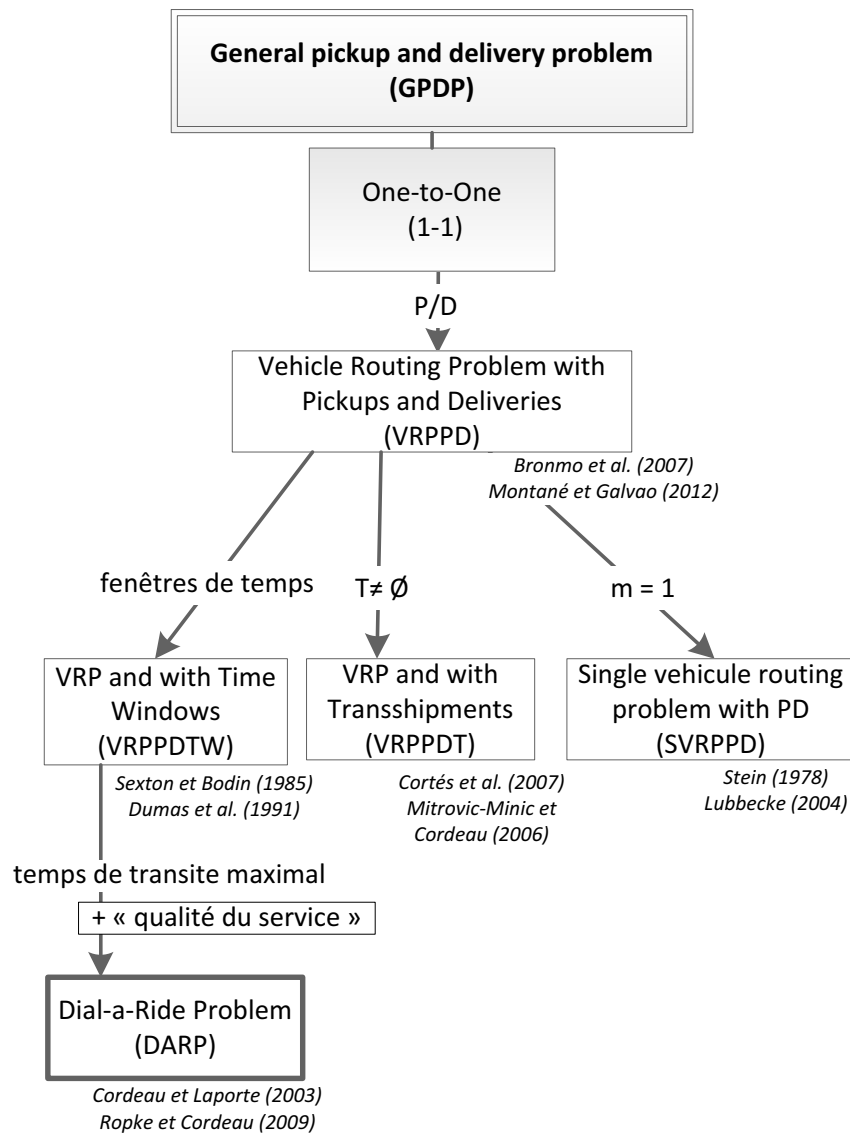 General pickup and delivery problem
(GPDP)
One-to-One
(1-1)
P/D
Vehicle Routing Problem with
Pickups and Deliveries
(VRPPD)
Bronmo et al. (2007)
Montané et Galvao (2012)
fenêtres de temps
T≠ Ø
m = 1
VRP and with Time
Windows
(VRPPDTW)
VRP and with
Transshipments
(VRPPDT)
Single vehicule routing
problem with PD
(SVRPPD)
Sexton et Bodin (1985)
Dumas et al. (1991)
Cortés et al. (2007)
Mitrovic-Minic et
Cordeau (2006)
Stein (1978)
Lubbecke (2004)
temps de transite maximal
+ « qualité du service »
Dial-a-Ride Problem
(DARP)
Cordeau et Laporte (2003)
Ropke et Cordeau (2009)